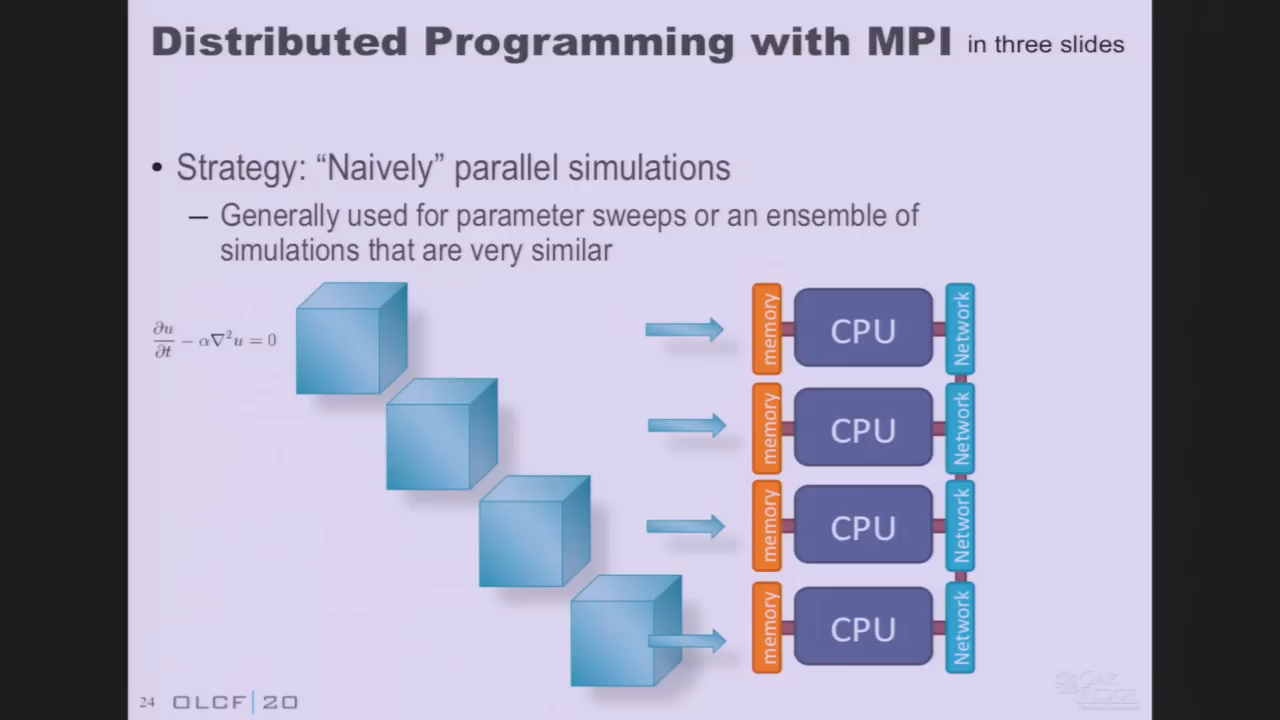 Distributed Programming with MPI in three slides
• Strategy: “Naively” parallel simulations
– Generally used for parameter sweeps or an ensemble of
simulations that are very similar
∂u/∂t − α∇²u = 0
memory CPU Network
memory CPU Network
memory CPU Network
memory CPU Network
24 OLCF|20
OAK RIDGE